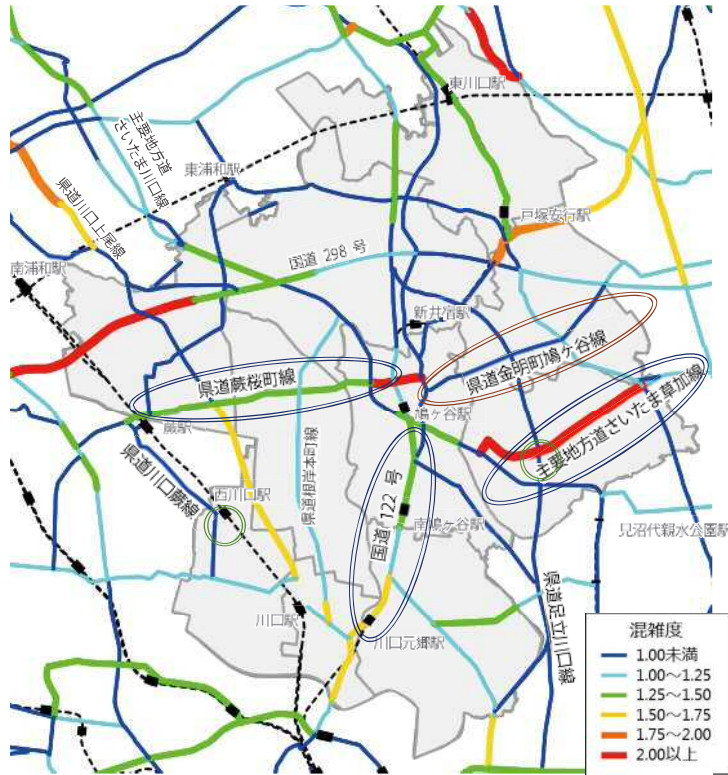 東川口駅
主要地方道
さいたま川口線
東浦和駅
県道川口上尾線
戸塚安行駅
国道 298 号
南浦和駅
新井宿駅
県道金明町鳩ヶ谷線
県道蕨桜町線
鳩ヶ谷駅
主要地方道さいたま草加線
蕨駅
県道川口蕨線
県道根岸本町線
西川口駅
国道 122 号
南鳩ヶ谷駅
見沼代親水公園駅
県道足立川口線
川口駅
川口元郷駅
混雑度
1.00未満
1.00～1.25
1.25～1.50
1.50～1.75
1.75～2.00
2.00以上